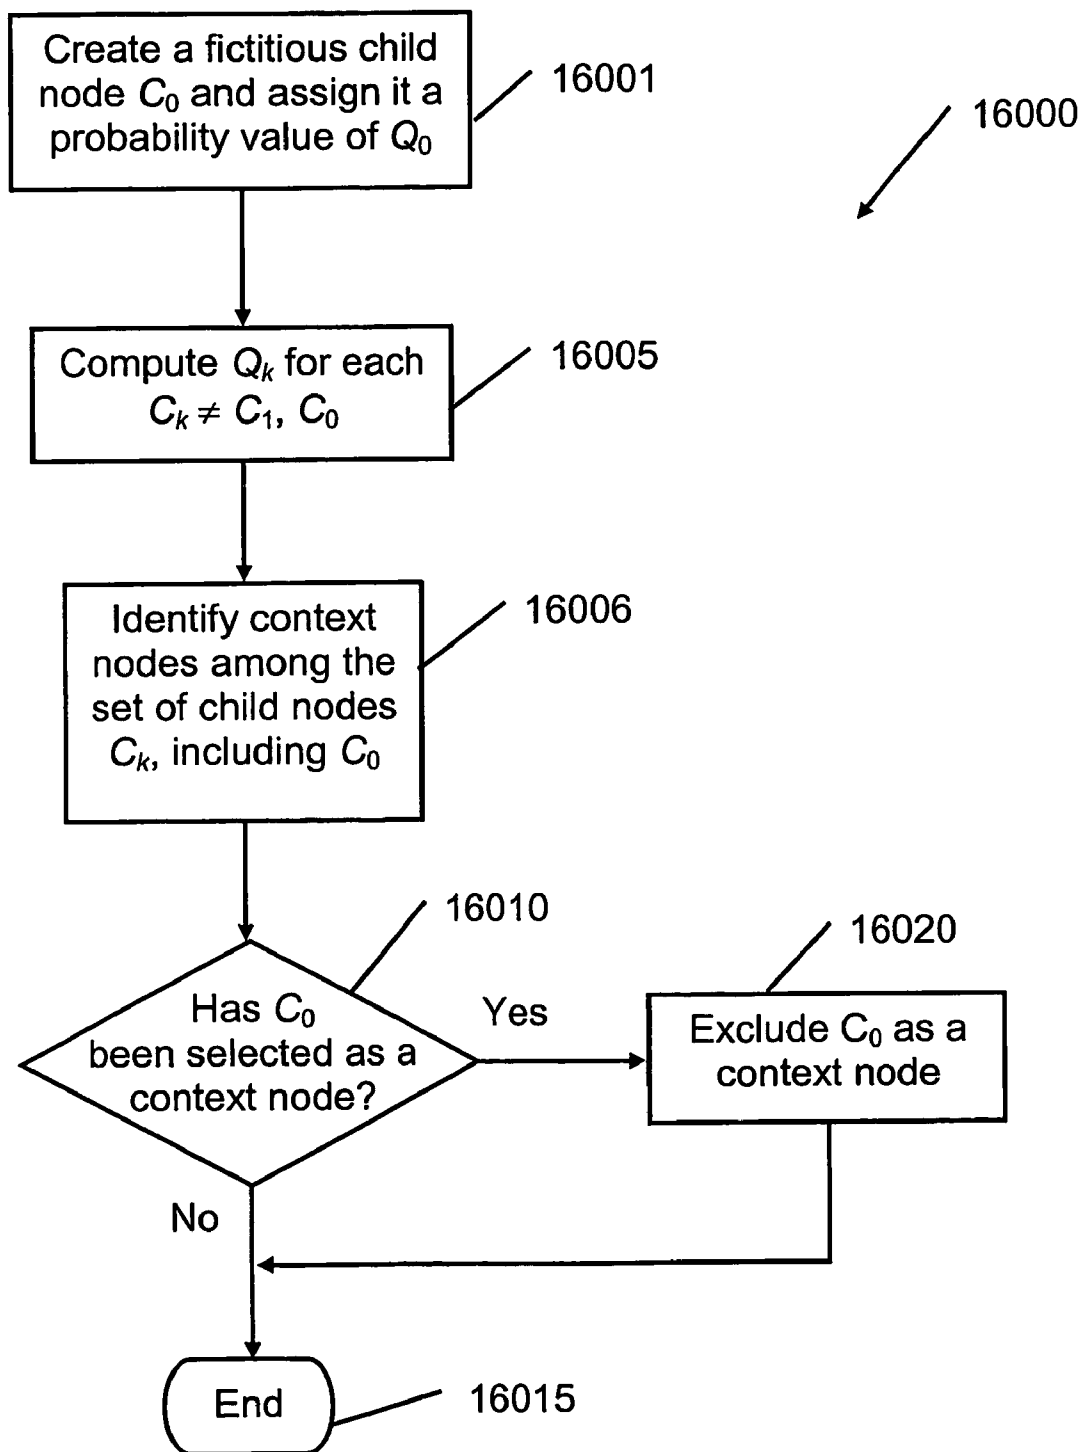 Create a fictitious child
node C₀ and assign it a
probability value of Q₀
16001
16000
Compute Qₖ for each
Cₖ ≠ C₁, C₀
16005
Identify context
nodes among the
set of child nodes
Cₖ, including C₀
16006
Has C₀
been selected as a
context node?
16010
Yes
Exclude C₀ as a
context node
16020
No
End
16015